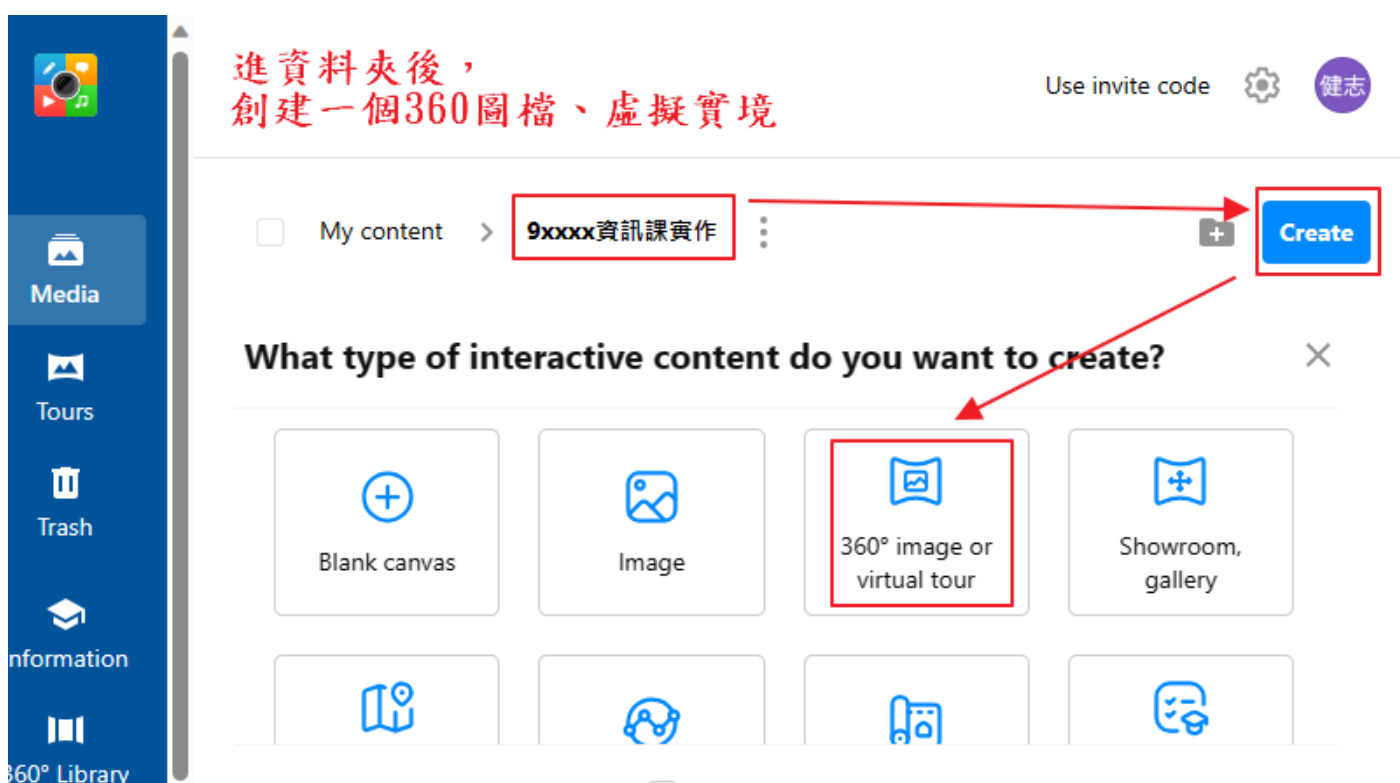 進資料夾後，
創建一個360圖檔、虛擬實境
Use invite code
健志
My content > 9xxxx資訊課實作
Create
Media
What type of interactive content do you want to create?
Tours
Trash
Blank canvas
Image
360° image or
virtual tour
Showroom,
gallery
nformation
360° Library